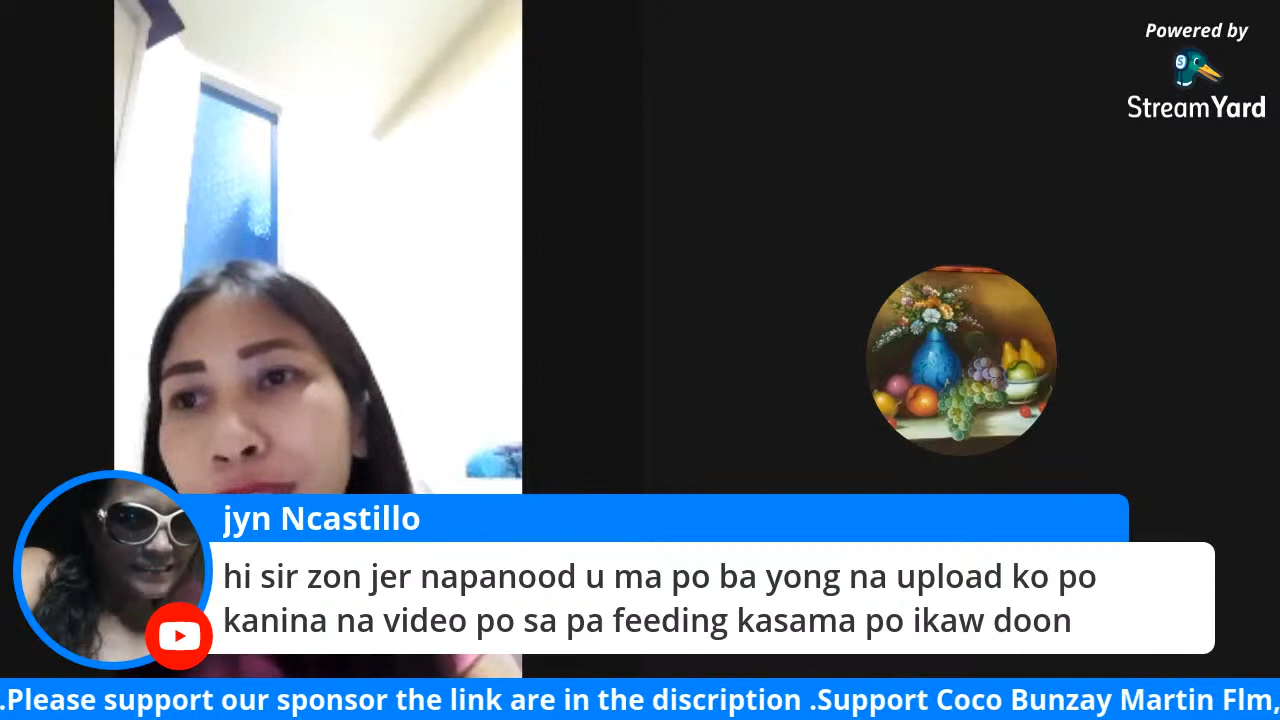 Powered by
StreamYard
jyn Ncastillo
hi sir zon jer napanood u ma po ba yong na upload ko po
kanina na video po sa pa feeding kasama po ikaw doon
.Please support our sponsor the link are in the discription .Support Coco Bunzay Martin Flm,